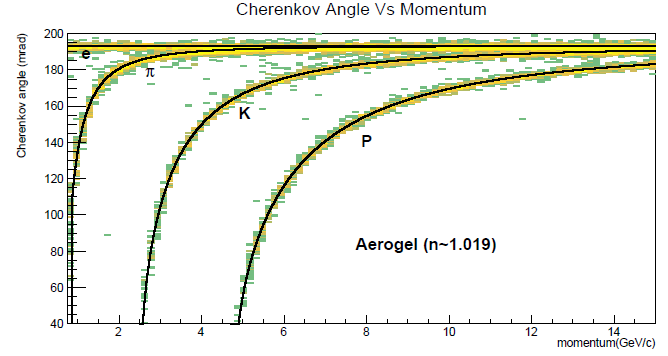 Cherenkov Angle Vs Momentum
Cherenkov angle (mrad)
200
180
160
140
120
100
80
60
40
e
π
K
P
Aerogel (n~1.019)
2 4 6 8 10 12 14
momentum(GeV/c)